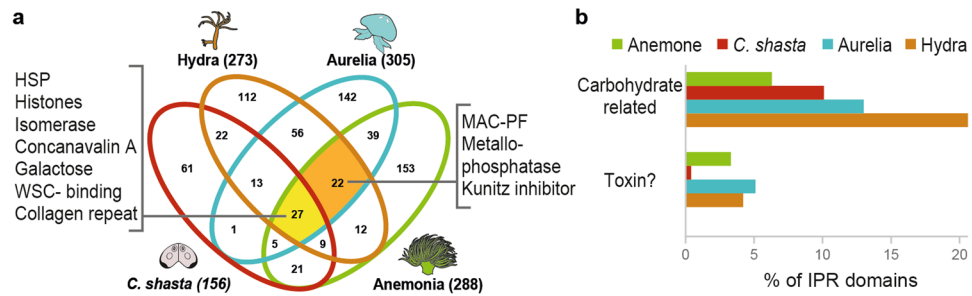 a
Hydra (273)
Aurelia (305)
HSP
Histones
Isomerase
Concanavalin A
Galactose
WSC- binding
Collagen repeat
112
142
22
56
39
61
153
13
22
27
1
5
9
12
21
MAC-PF
Metallo-
phosphatase
Kunitz inhibitor
C. shasta (156)
Anemonia (288)
b
Anemone C. shasta Aurelia Hydra
Carbohydrate
related
Toxin?
0 5 10 15 20
% of IPR domains